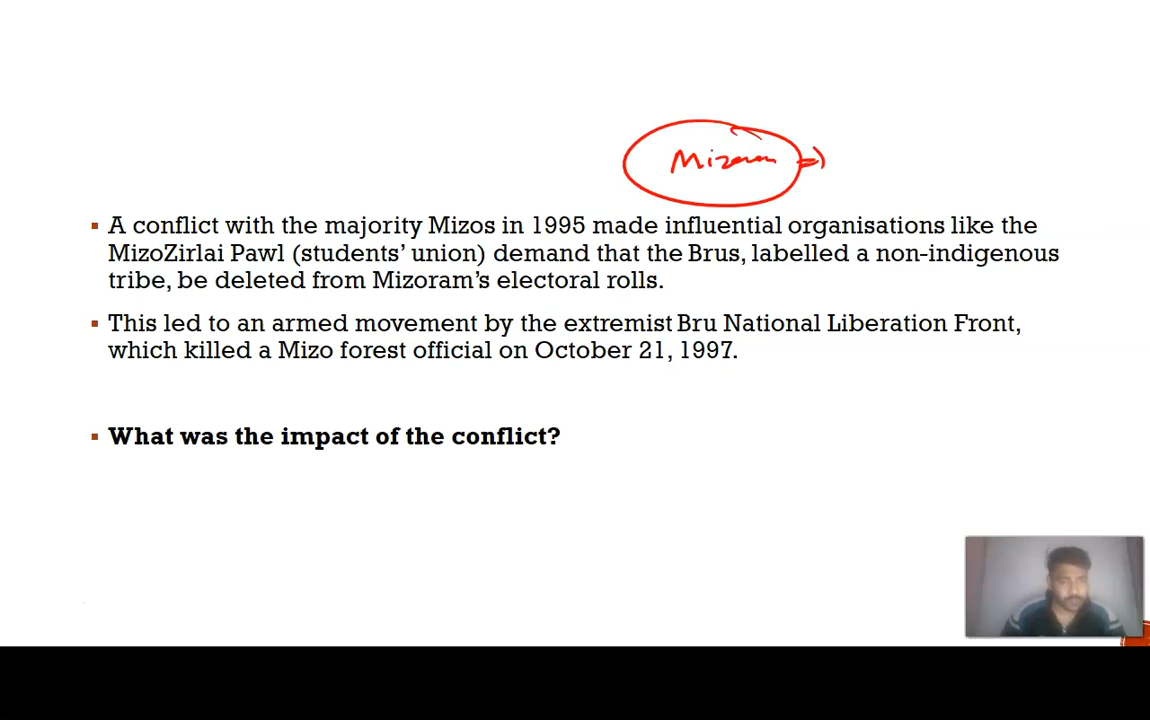 Mizoram =>
▪ A conflict with the majority Mizos in 1995 made influential organisations like the
MizoZirlai Pawl (students’ union) demand that the Brus, labelled a non-indigenous
tribe, be deleted from Mizoram’s electoral rolls.
▪ This led to an armed movement by the extremist Bru National Liberation Front,
which killed a Mizo forest official on October 21, 1997.
▪ What was the impact of the conflict?